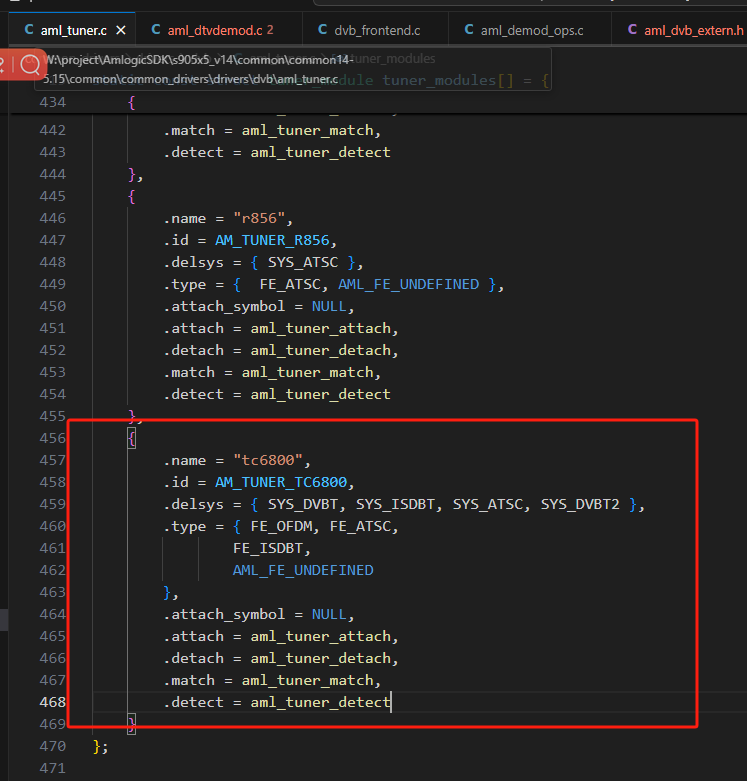 aml_tuner.c
aml_dtvdemod.c 2
dvb_frontend.c
aml_demod_ops.c
aml_dvb_extern.h
W:\project\AmlogicSDK\s905x5_v14\common\common14-
5.15\common\common_drivers\drivers\dvb\aml_tuner.c
tuner_modules
_module tuner_modules[] = {
434 {
442 .match = aml_tuner_match,
443 .detect = aml_tuner_detect
444 },
445 {
446 .name = "r856",
447 .id = AM_TUNER_R856,
448 .delsys = { SYS_ATSC },
449 .type = {  FE_ATSC, AML_FE_UNDEFINED },
450 .attach_symbol = NULL,
451 .attach = aml_tuner_attach,
452 .detach = aml_tuner_detach,
453 .match = aml_tuner_match,
454 .detect = aml_tuner_detect
455 },
456 {
457 .name = "tc6800",
458 .id = AM_TUNER_TC6800,
459 .delsys = { SYS_DVBT, SYS_ISDBT, SYS_ATSC, SYS_DVBT2 },
460 .type = { FE_OFDM, FE_ATSC,
461 FE_ISDBT,
462 AML_FE_UNDEFINED
463 },
464 .attach_symbol = NULL,
465 .attach = aml_tuner_attach,
466 .detach = aml_tuner_detach,
467 .match = aml_tuner_match,
468 .detect = aml_tuner_detect
469 }
470 };
471